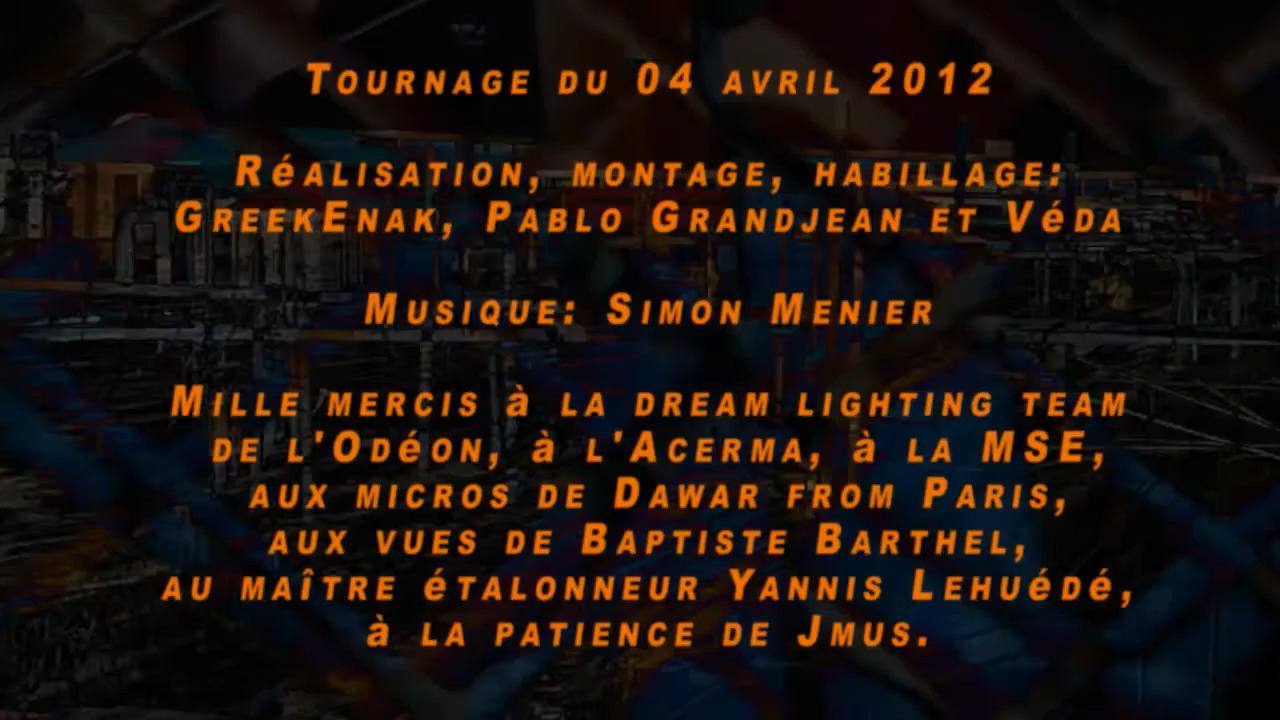 Tournage du 04 avril 2012
Réalisation, montage, habillage:
GreekEnak, Pablo Grandjean et Véda
Musique: Simon Menier
Mille mercis à la dream lighting team
de l'Odéon, à l'Acerma, à la MSE,
aux micros de Dawar from Paris,
aux vues de Baptiste Barthel,
au maître étalonneur Yannis Lehuédé,
à la patience de Jmus.